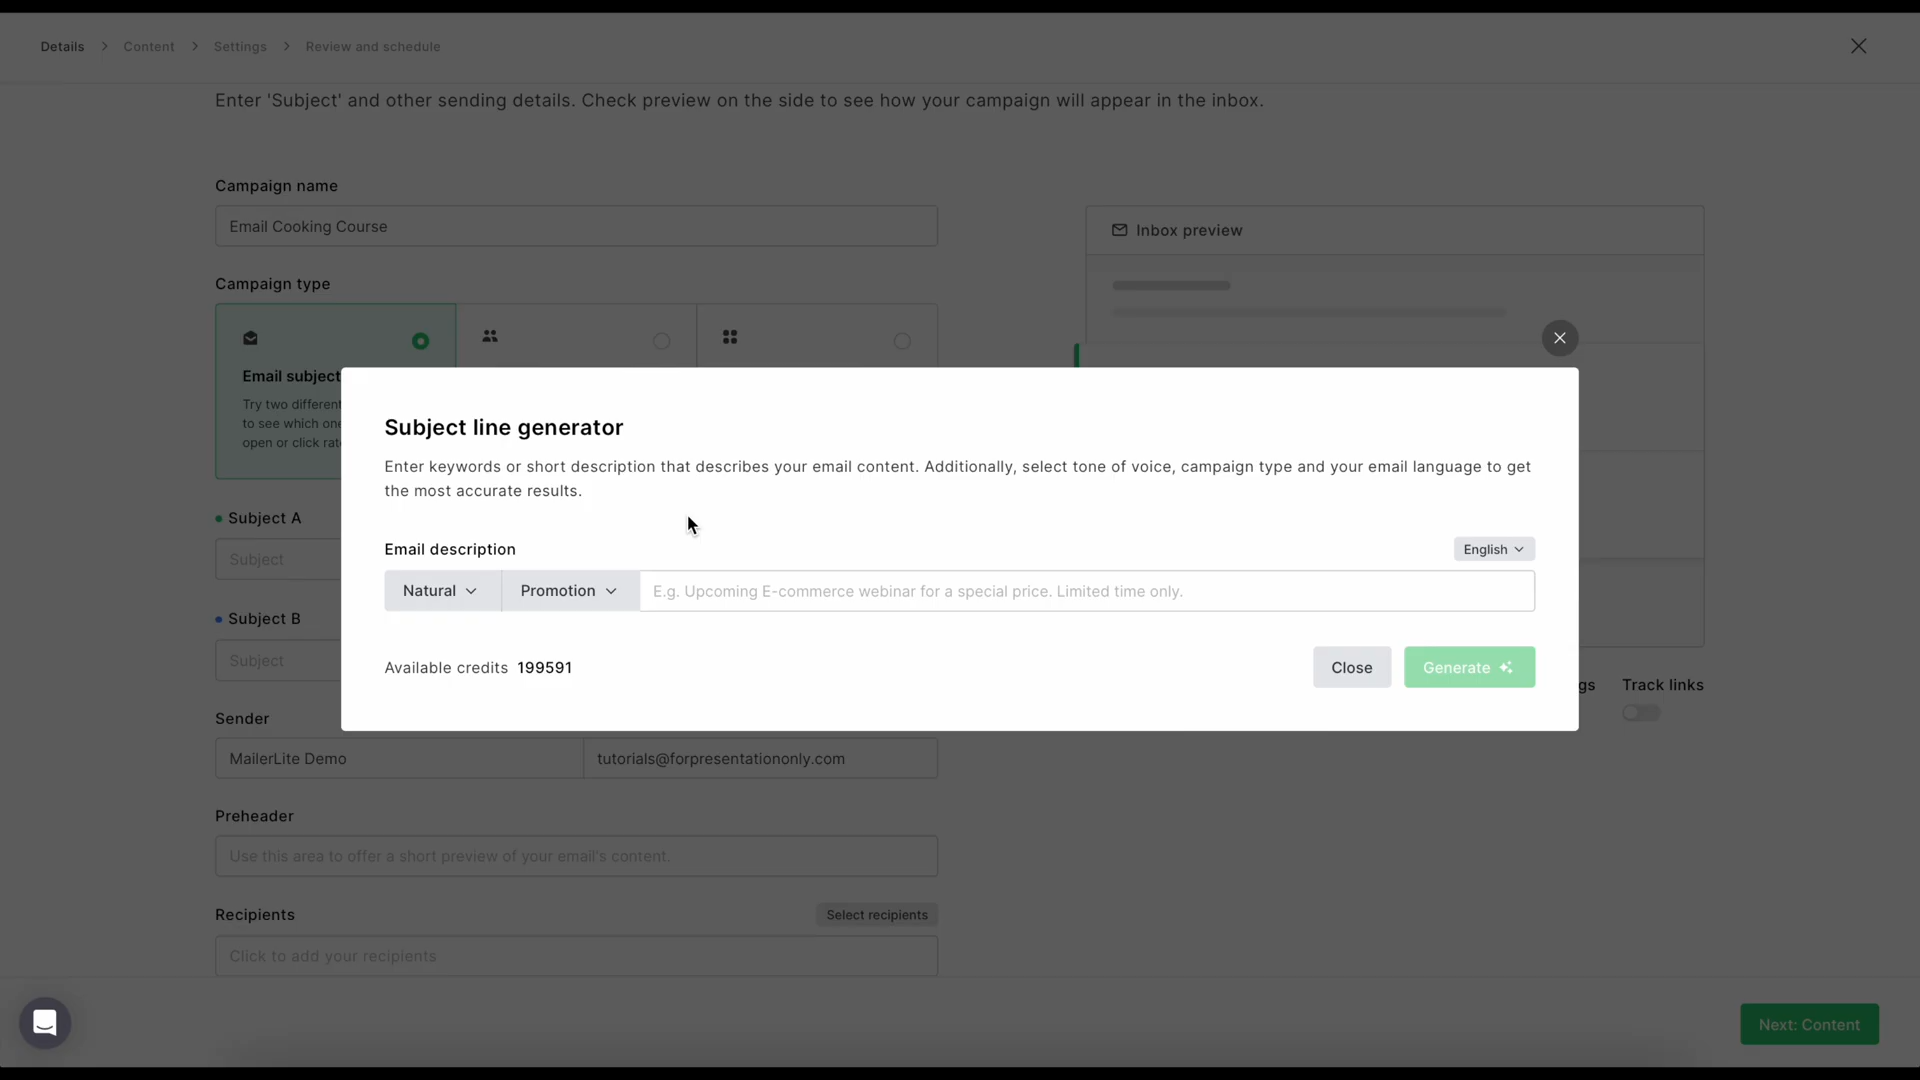 Details > Content > Settings > Review and schedule
Enter 'Subject' and other sending details. Check preview on the side to see how your campaign will appear in the inbox.
Campaign name
Email Cooking Course
Inbox preview
Campaign type
Email subject
Try two different
to see which one
open or click rat
Subject line generator
Enter keywords or short description that describes your email content. Additionally, select tone of voice, campaign type and your email language to get
the most accurate results.
Subject A
Subject
Email description
English
Natural
Promotion
E.g. Upcoming E-commerce webinar for a special price. Limited time only.
Subject B
Subject
Available credits 199591
Close
Generate
gs
Track links
Sender
MailerLite Demo
tutorials@forpresentationonly.com
Preheader
Use this area to offer a short preview of your email's content.
Recipients
Select recipients
Click to add your recipients
Next: Content